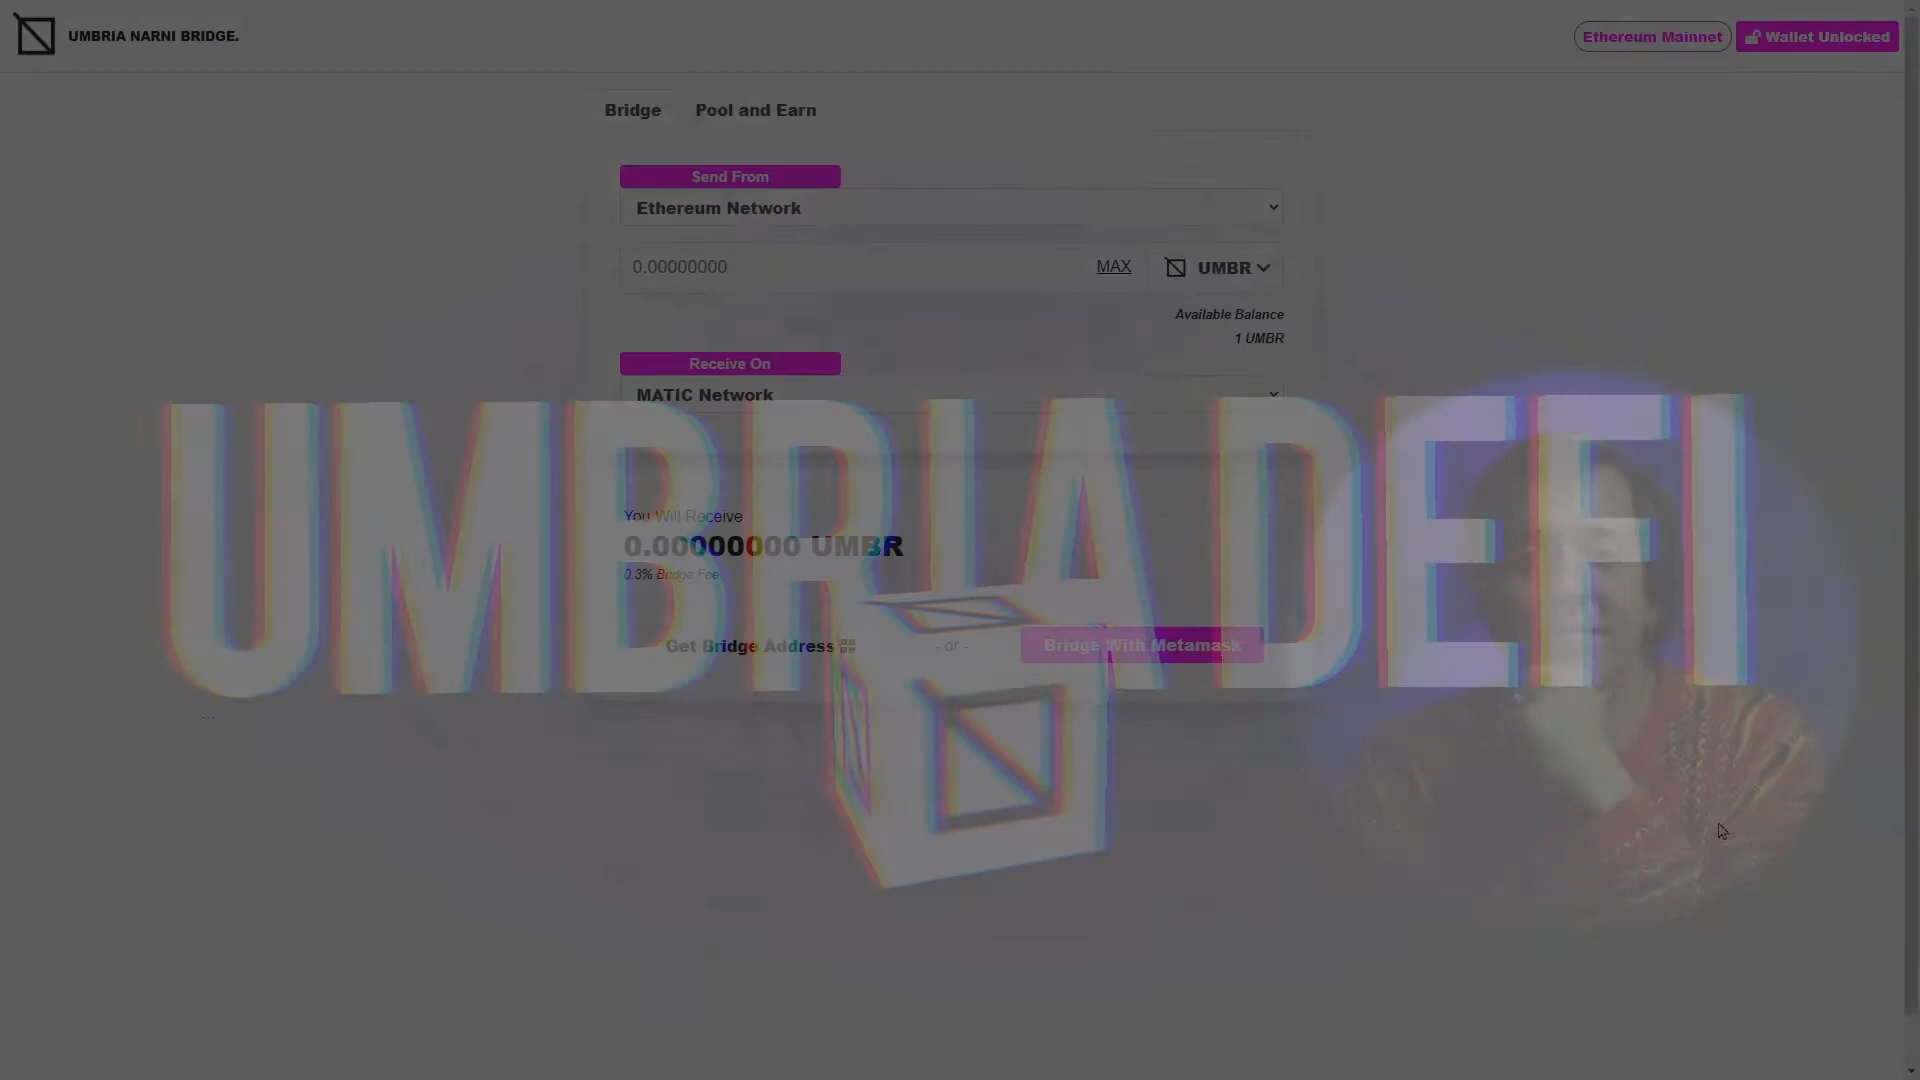 UMBRIA NARNI BRIDGE.
Ethereum Mainnet
Wallet Unlocked
Bridge
Pool and Earn
Send From
Ethereum Network
0.00000000
MAX
UMBR
Available Balance
1 UMBR
Receive On
MATIC Network
UMBRIA DEFI
You Will Receive
0.00000000 UMBR
0.3% Bridge Fee
Get Bridge Address
- or -
Bridge With Metamask